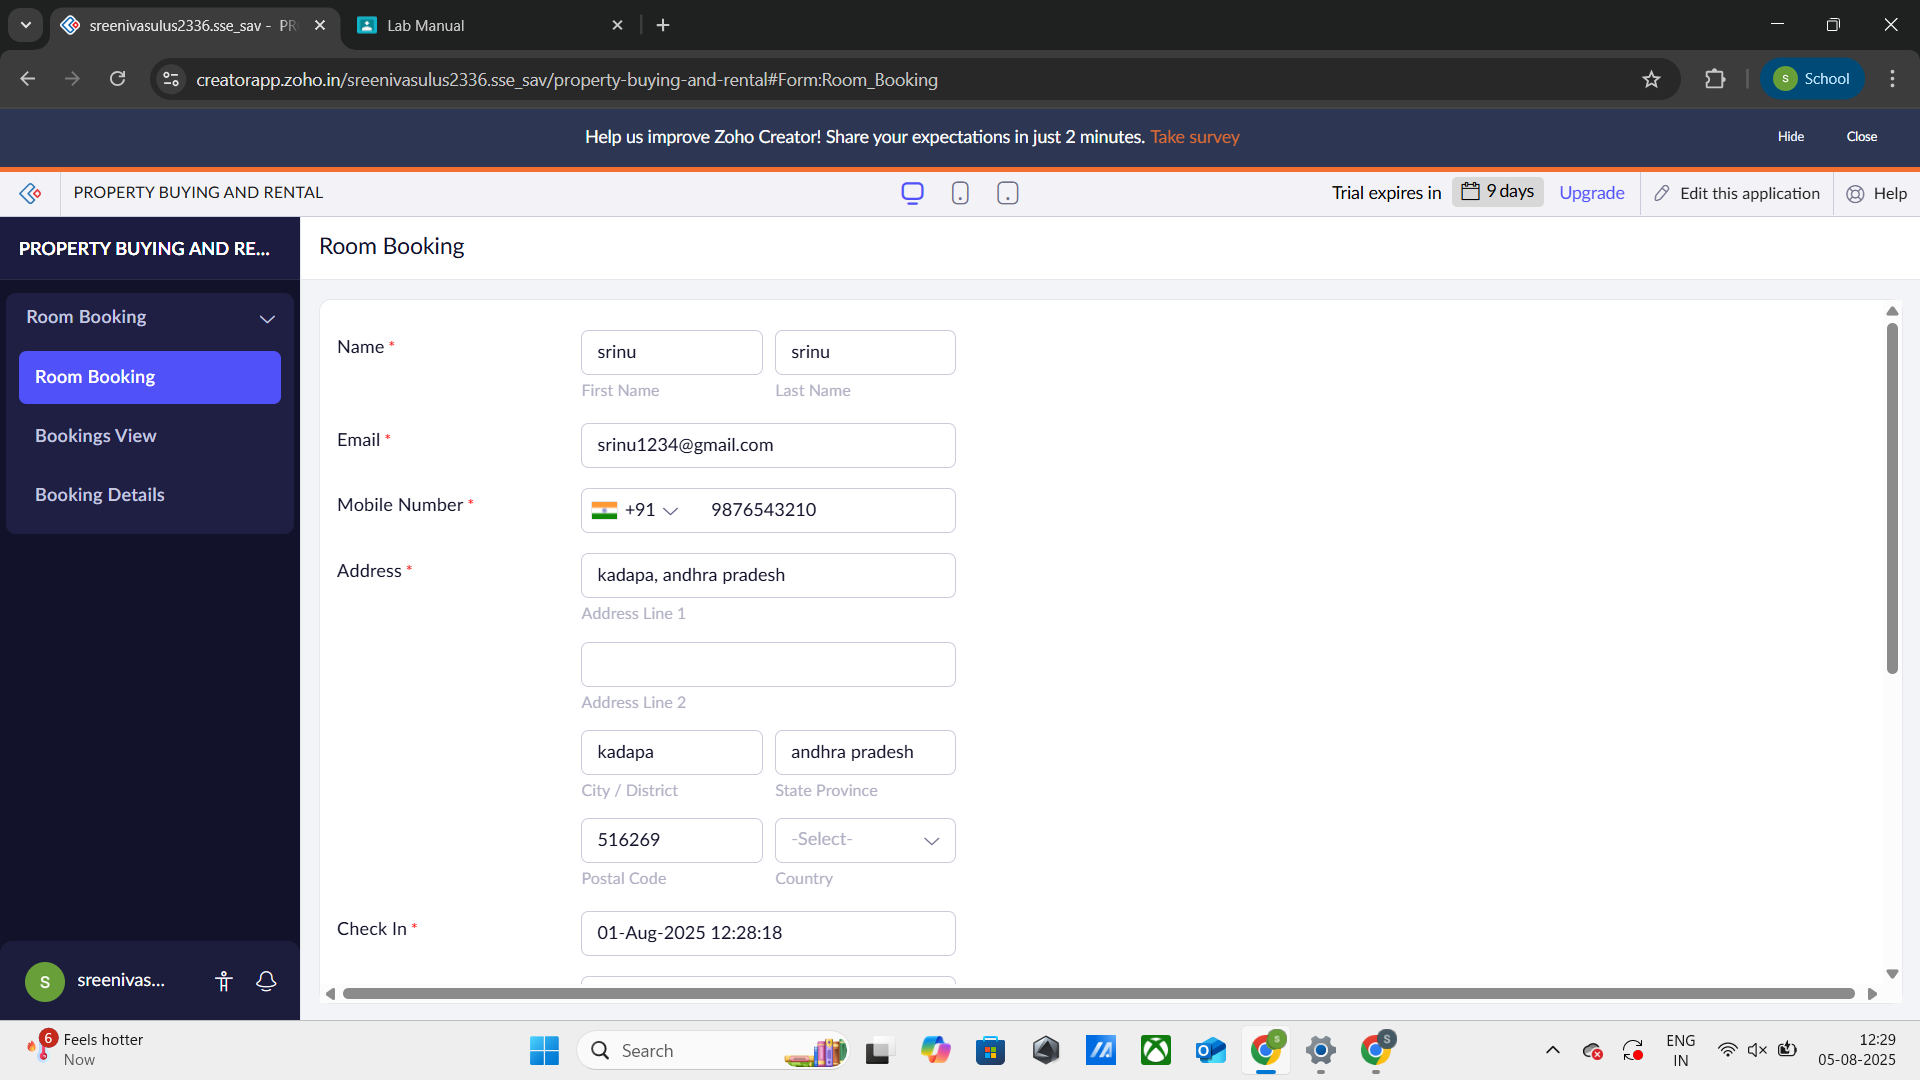 sreenivasulus2336.sse_sav - PR
Lab Manual
creatorapp.zoho.in/sreenivasulus2336.sse_sav/property-buying-and-rental#Form:Room_Booking
S School
Help us improve Zoho Creator! Share your expectations in just 2 minutes. Take survey
Hide
Close
PROPERTY BUYING AND RENTAL
Trial expires in 9 days
Upgrade
Edit this application
Help
PROPERTY BUYING AND RE...
Room Booking
Room Booking
Room Booking
Bookings View
Booking Details
Name *
srinu
srinu
First Name
Last Name
Email *
srinu1234@gmail.com
Mobile Number *
+91
9876543210
Address *
kadapa, andhra pradesh
Address Line 1
Address Line 2
kadapa
andhra pradesh
City / District
State Province
516269
-Select-
Postal Code
Country
Check In *
01-Aug-2025 12:28:18
S
sreenivas...
6
Feels hotter
Now
Search
S
S
ENG
IN
12:29
05-08-2025